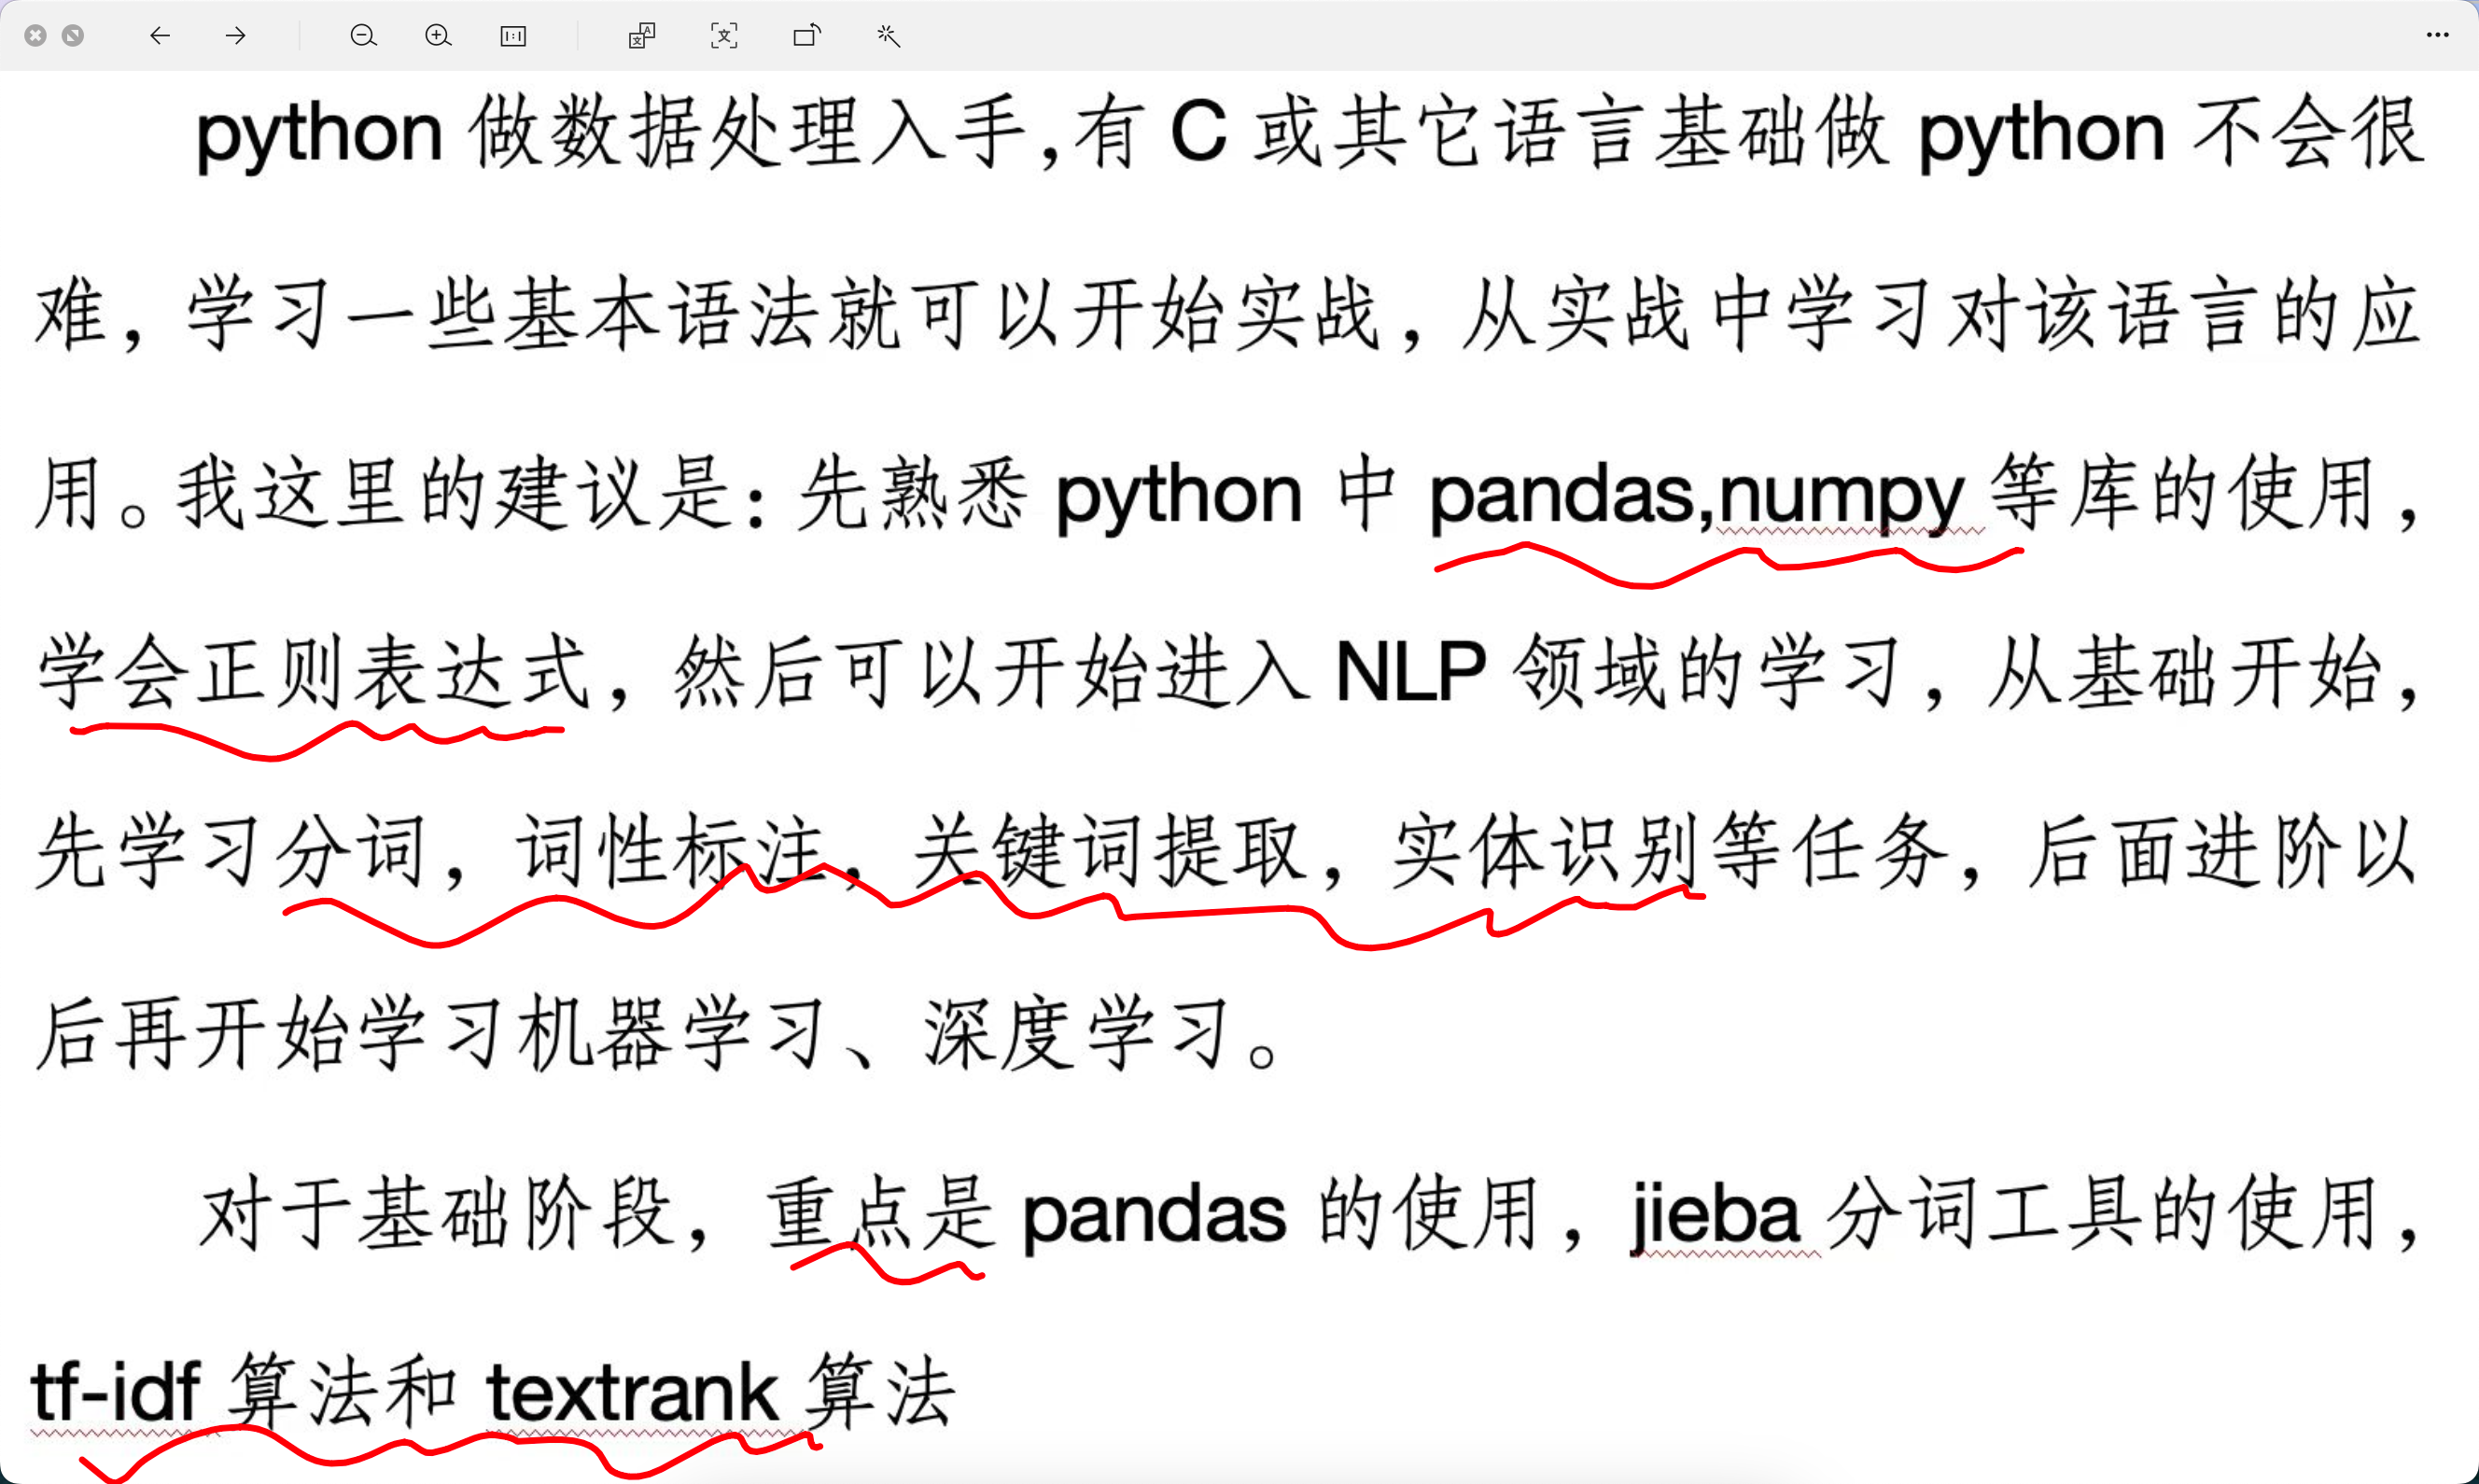 python 做数据处理入手，有 C 或其它语言基础做 python 不会很
难，学习一些基本语法就可以开始实战，从实战中学习对该语言的应
用。我这里的建议是：先熟悉 python 中 pandas,numpy 等库的使用，
学会正则表达式，然后可以开始进入 NLP 领域的学习，从基础开始，
先学习分词，词性标注，关键词提取，实体识别等任务，后面进阶以
后再开始学习机器学习、深度学习。
对于基础阶段，重点是 pandas 的使用，jieba 分词工具的使用，
tf-idf 算法和 textrank 算法